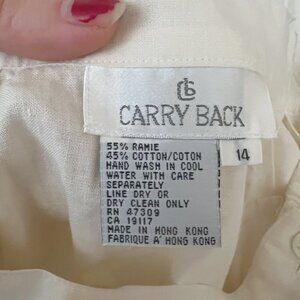 CB
CARRY BACK
14
55% RAMIE
45% COTTON/COTON
HAND WASH IN COOL
WATER WITH CARE
SEPARATELY
LINE DRY OR
DRY CLEAN ONLY
RN 47309
CA 19117
MADE IN HONG KONG
FABRIQUE A' HONG KONG